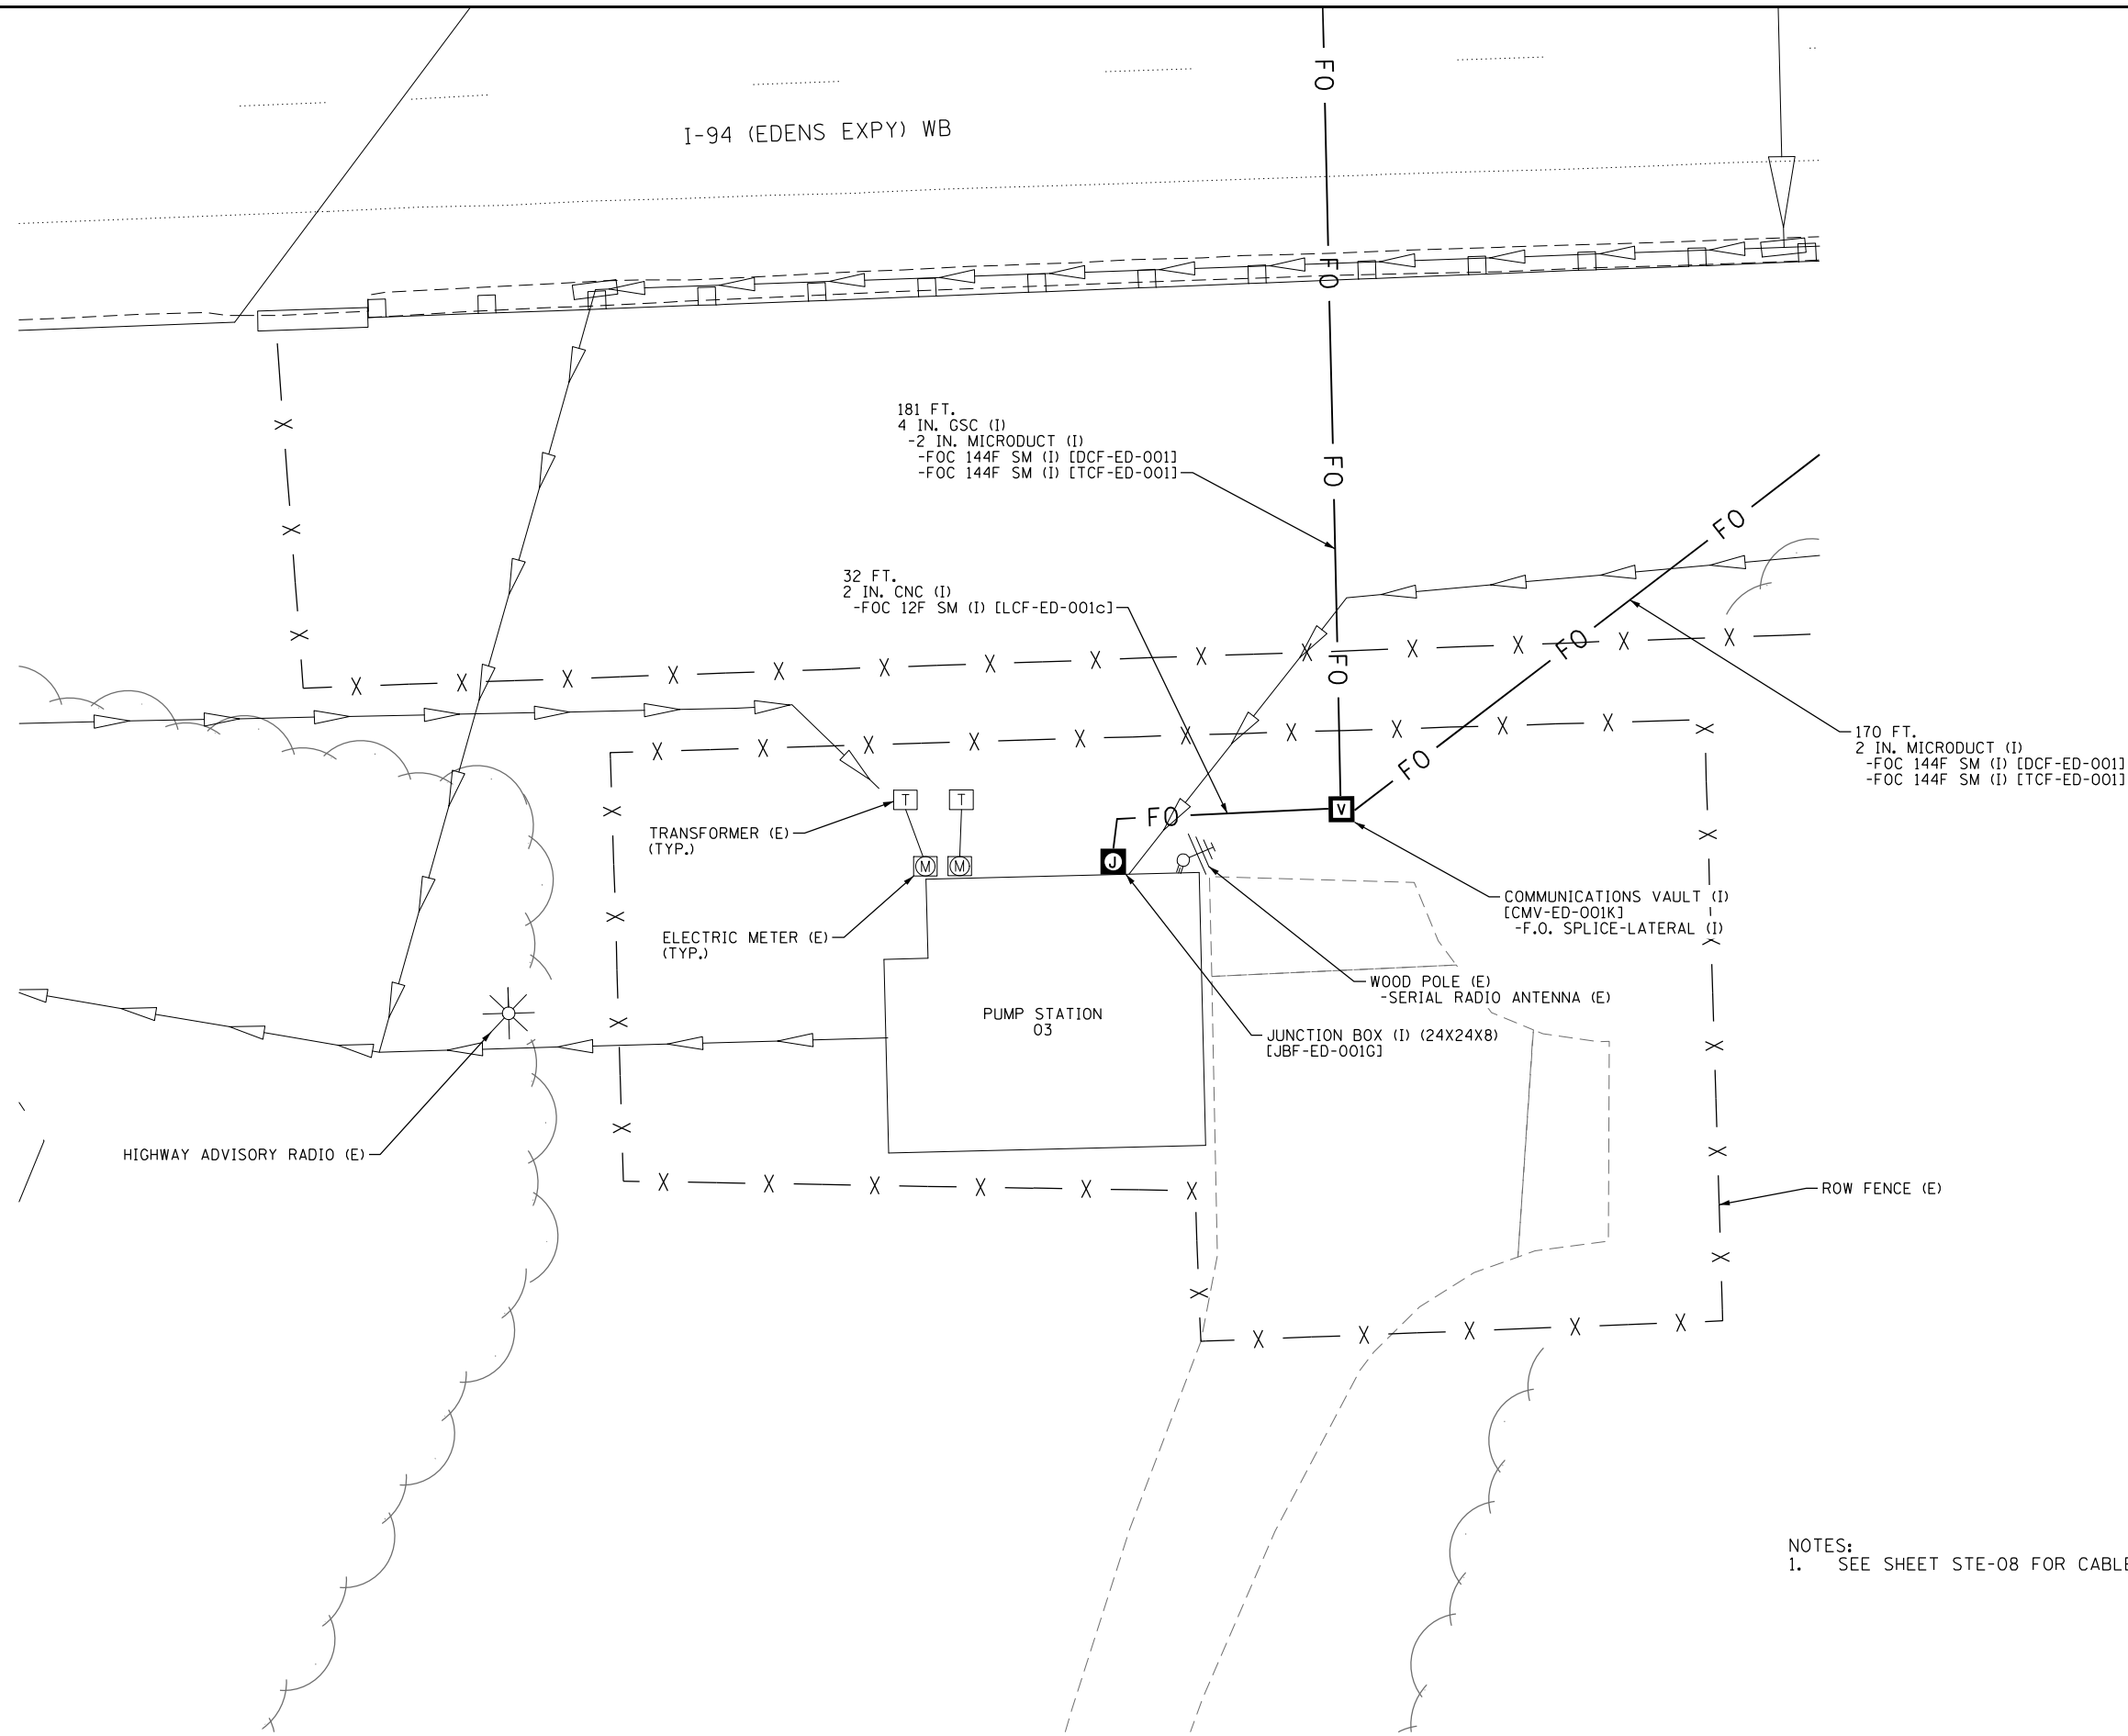 FO
I-94 (EDENS EXPY) WB
FO
181 FT.
4 IN. GSC (I)
-2 IN. MICRODUCT (I)
-FOC 144F SM (I) [DCF-ED-001]
-FOC 144F SM (I) [TCF-ED-001]
FO
FO
32 FT.
2 IN. CNC (I)
-FOC 12F SM (I) [LCF-ED-001c]
FO
FO
170 FT.
2 IN. MICRODUCT (I)
-FOC 144F SM (I) [DCF-ED-001]
-FOC 144F SM (I) [TCF-ED-001]
FO
T
T
V
FO
TRANSFORMER (E)
(TYP.)
M
M
J
COMMUNICATIONS VAULT (I)
[CMV-ED-001K]
-F.O. SPLICE-LATERAL (I)
ELECTRIC METER (E)
(TYP.)
WOOD POLE (E)
-SERIAL RADIO ANTENNA (E)
PUMP STATION
03
JUNCTION BOX (I) (24X24X8)
[JBF-ED-001G]
HIGHWAY ADVISORY RADIO (E)
ROW FENCE (E)
NOTES:
1. SEE SHEET STE-08 FOR CABLE